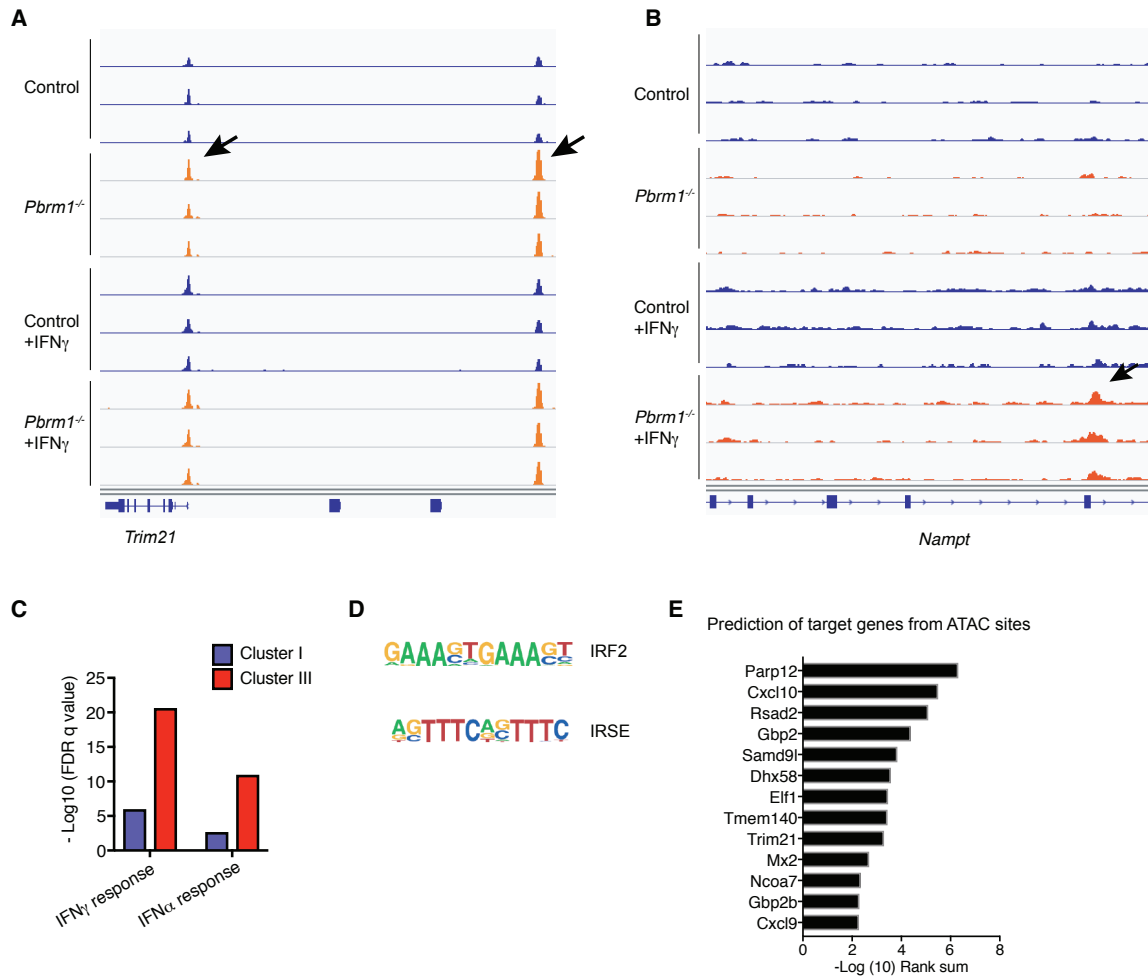 A
Control
Pbrm1-/-
Control
+IFNγ
Pbrm1-/-
+IFNγ
Trim21
B
Control
Pbrm1-/-
Control
+IFNγ
Pbrm1-/-
+IFNγ
Nampt
C
Cluster I
Cluster III
- Log10 (FDR q value)
25
20
15
10
5
0
IFNγ response
IFNα response
D
GAAAGTGAAAGT
IRF2
AGTTTCAGTTTC
IRSE
E
Prediction of target genes from ATAC sites
Parp12
Cxcl10
Rsad2
Gbp2
Samd9l
Dhx58
Elf1
Tmem140
Trim21
Mx2
Ncoa7
Gbp2b
Cxcl9
0 2 4 6 8
-Log (10) Rank sum